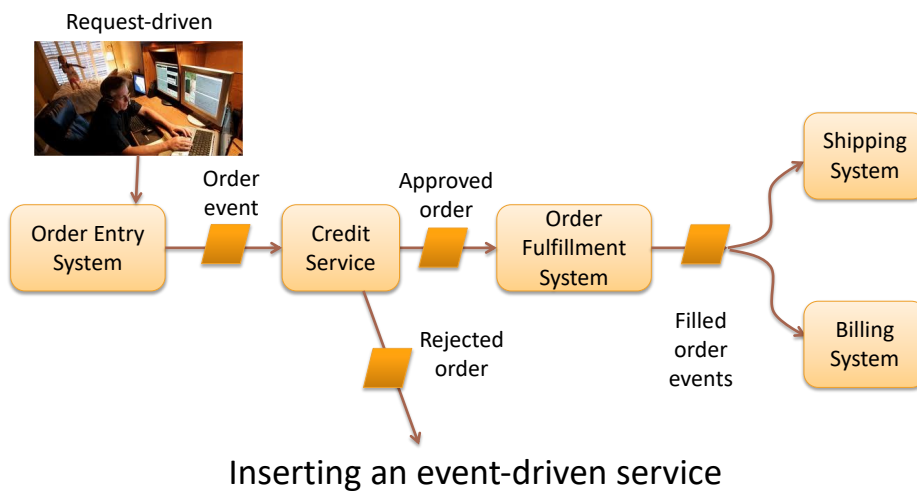 Request-driven
Order Entry
System
Order
event
Credit
Service
Approved
order
Order
Fulfillment
System
Shipping
System
Rejected
order
Filled
order
events
Billing
System
Inserting an event-driven service